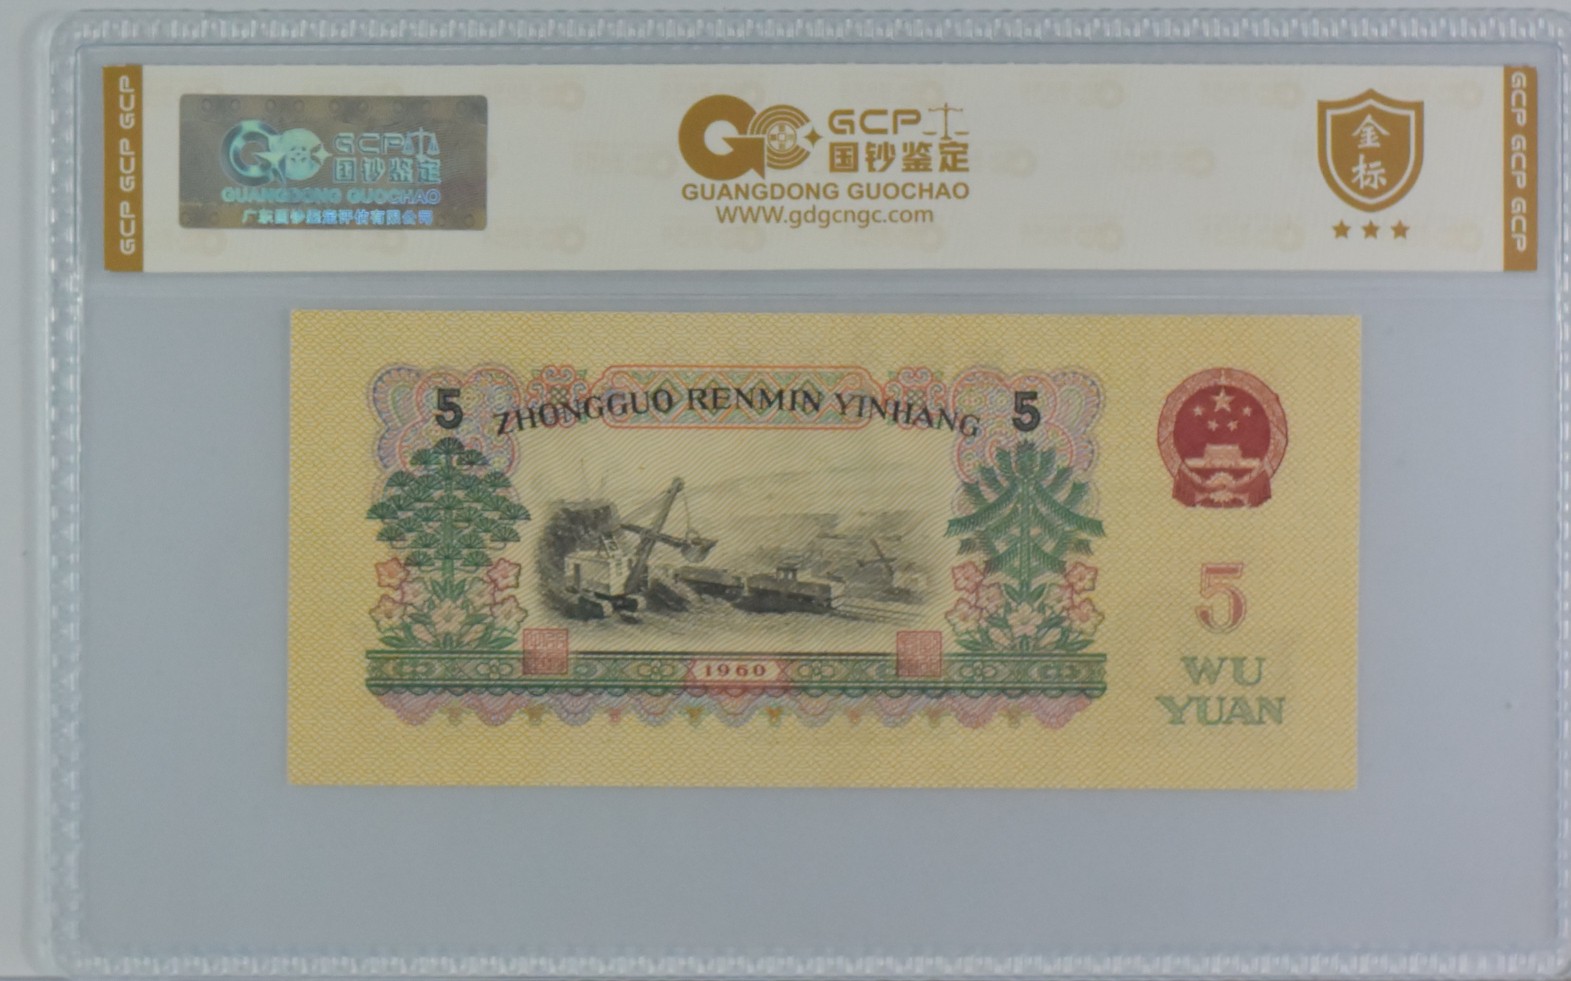 GCP GCP GCP
GCP
国钞鉴定
GUANGDONG GUOCHAO
广东国钞鉴定评估有限公司
GCP
国钞鉴定
GUANGDONG GUOCHAO
WWW.gdgcngc.com
金
标
GCP GCP GCP
5 ZHONGGUO RENMIN YINHANG 5
1960
5
WU
YUAN